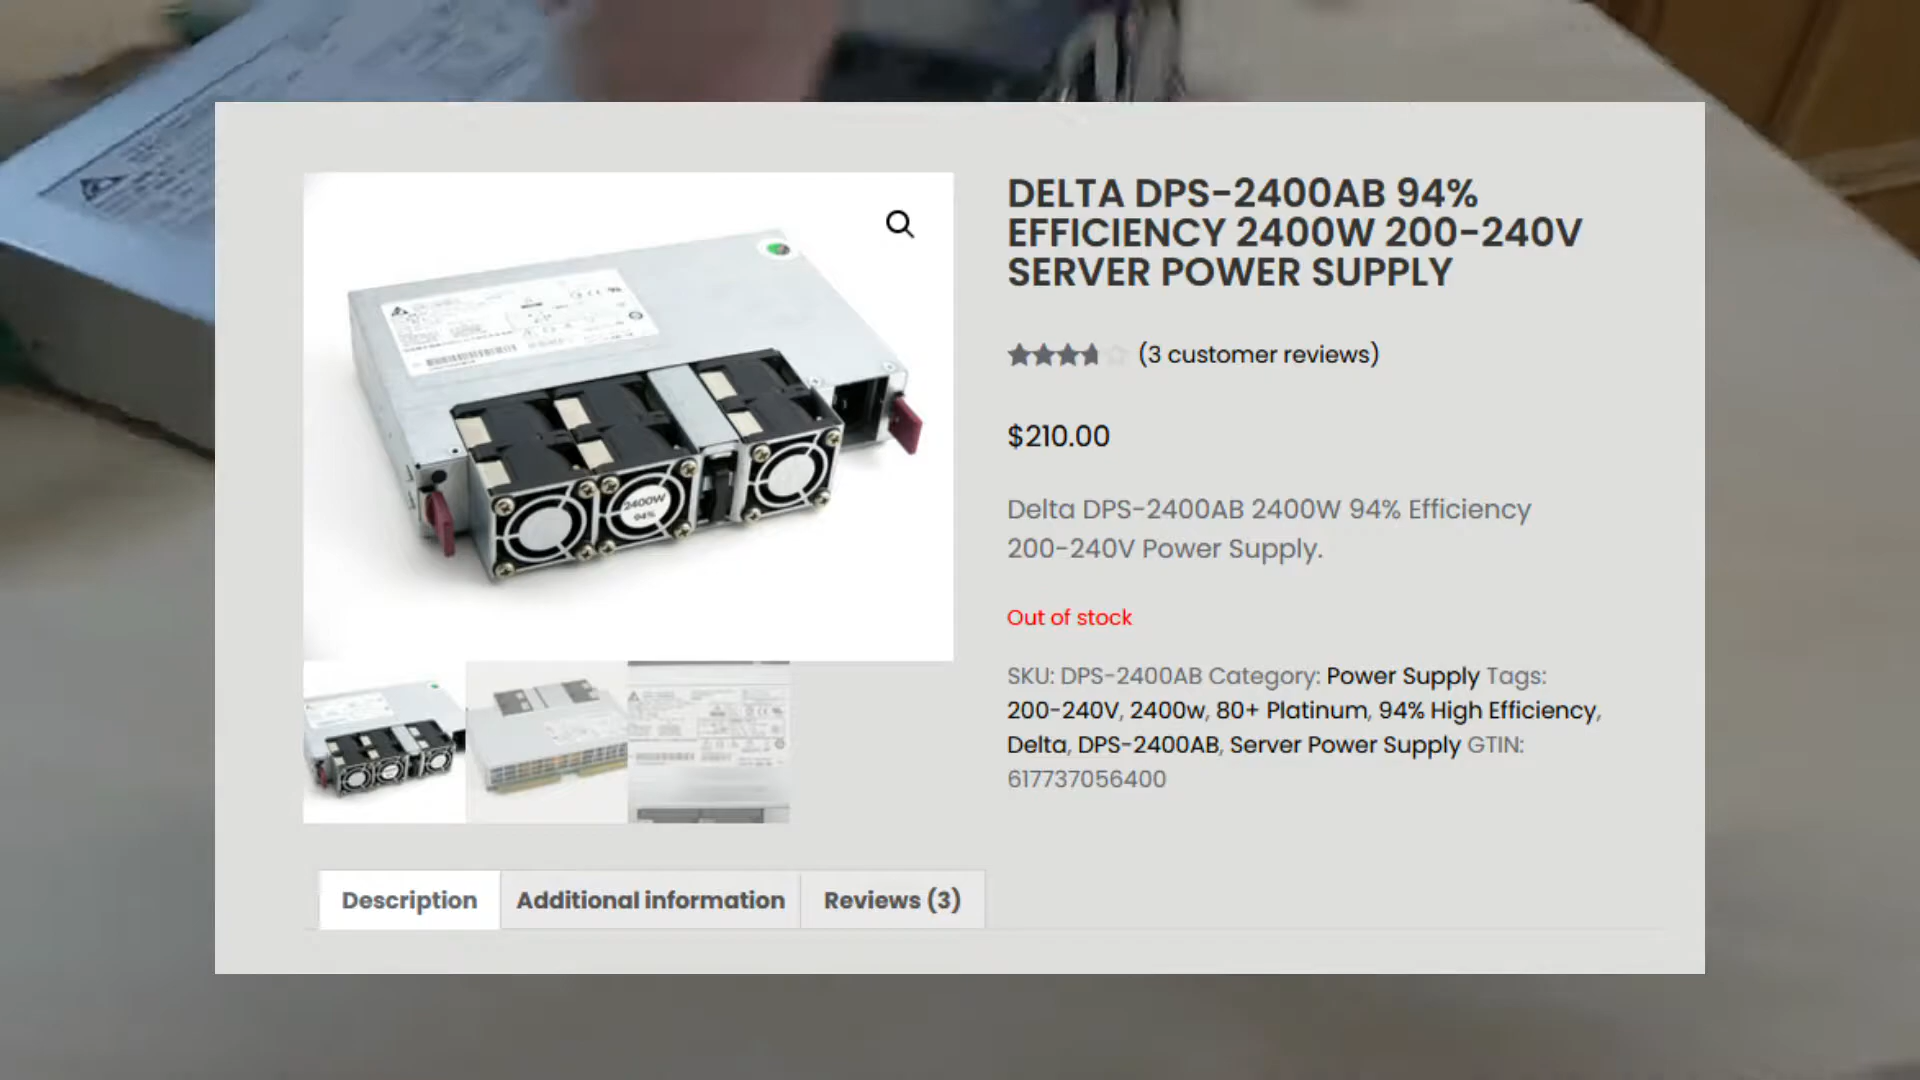 DELTA DPS-2400AB 94%
EFFICIENCY 2400W 200-240V
SERVER POWER SUPPLY
(3 customer reviews)
$210.00
Delta DPS-2400AB 2400W 94% Efficiency
200-240V Power Supply.
Out of stock
SKU: DPS-2400AB Category: Power Supply Tags:
200-240V, 2400w, 80+ Platinum, 94% High Efficiency,
Delta, DPS-2400AB, Server Power Supply GTIN:
617737056400
2400W
94%
Description
Additional information
Reviews (3)